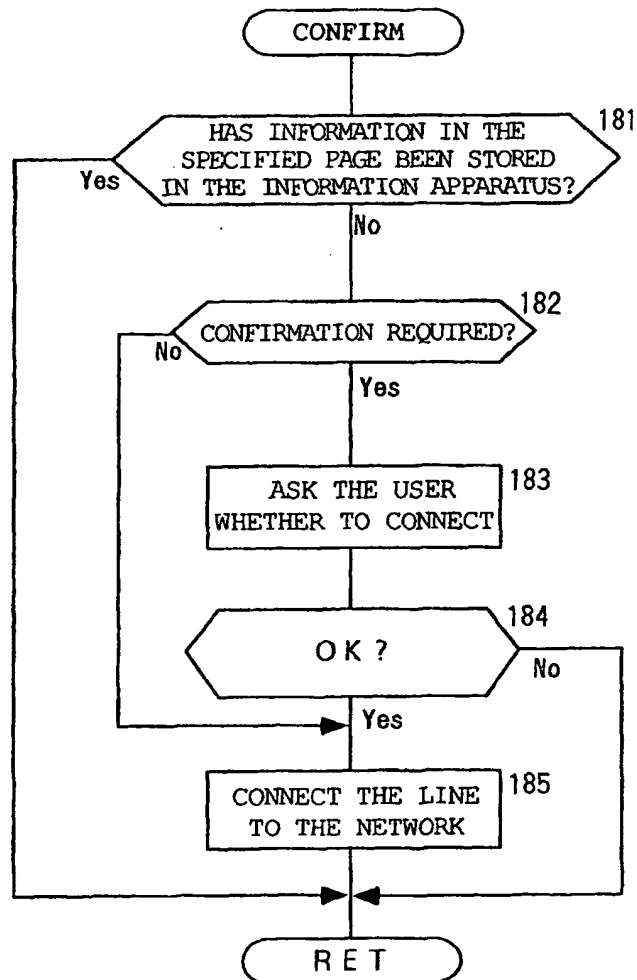 CONFIRM
181
HAS INFORMATION IN THE
SPECIFIED PAGE BEEN STORED
IN THE INFORMATION APPARATUS?
Yes
No
182
CONFIRMATION REQUIRED?
No
Yes
183
ASK THE USER
WHETHER TO CONNECT
184
OK?
No
Yes
185
CONNECT THE LINE
TO THE NETWORK
RET